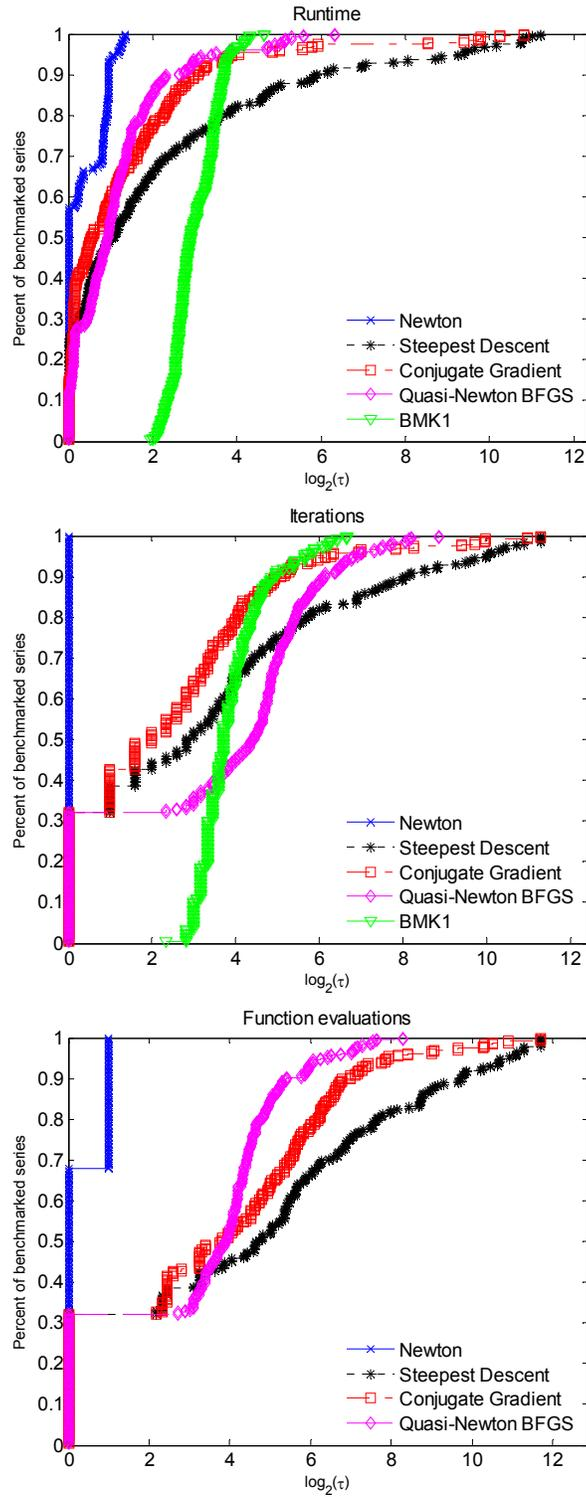 Runtime
1
0.9
0.8
0.7
0.6
0.5
0.4
0.3
0.2
0.1
0
Percent of benchmarked series
Newton
Steepest Descent
Conjugate Gradient
Quasi-Newton BFGS
BMK1
0 2 4 6 8 10 12
log2(τ)
Iterations
1
0.9
0.8
0.7
0.6
0.5
0.4
0.3
0.2
0.1
0
Percent of benchmarked series
Newton
Steepest Descent
Conjugate Gradient
Quasi-Newton BFGS
BMK1
0 2 4 6 8 10 12
log2(τ)
Function evaluations
1
0.9
0.8
0.7
0.6
0.5
0.4
0.3
0.2
0.1
0
Percent of benchmarked series
Newton
Steepest Descent
Conjugate Gradient
Quasi-Newton BFGS
0 2 4 6 8 10 12
log2(τ)